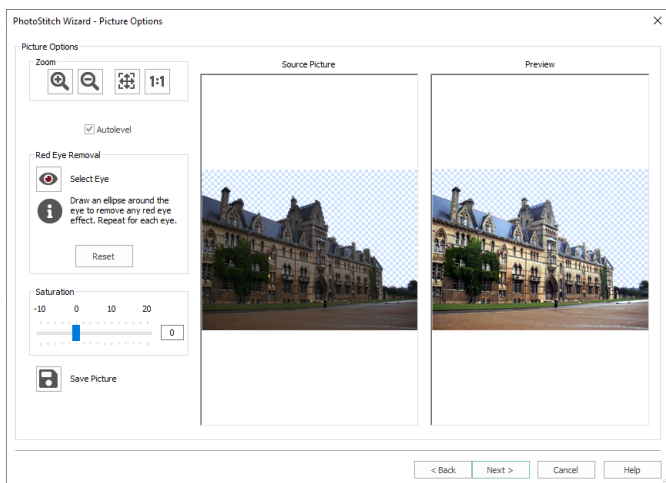 PhotoStitch Wizard - Picture Options
Picture Options
Zoom
1:1
Autolevel
Red Eye Removal
Select Eye
Draw an ellipse around the
eye to remove any red eye
effect. Repeat for each eye.
Reset
Saturation
-10 0 10 20
0
Save Picture
Source Picture
Preview
< Back Next > Cancel Help